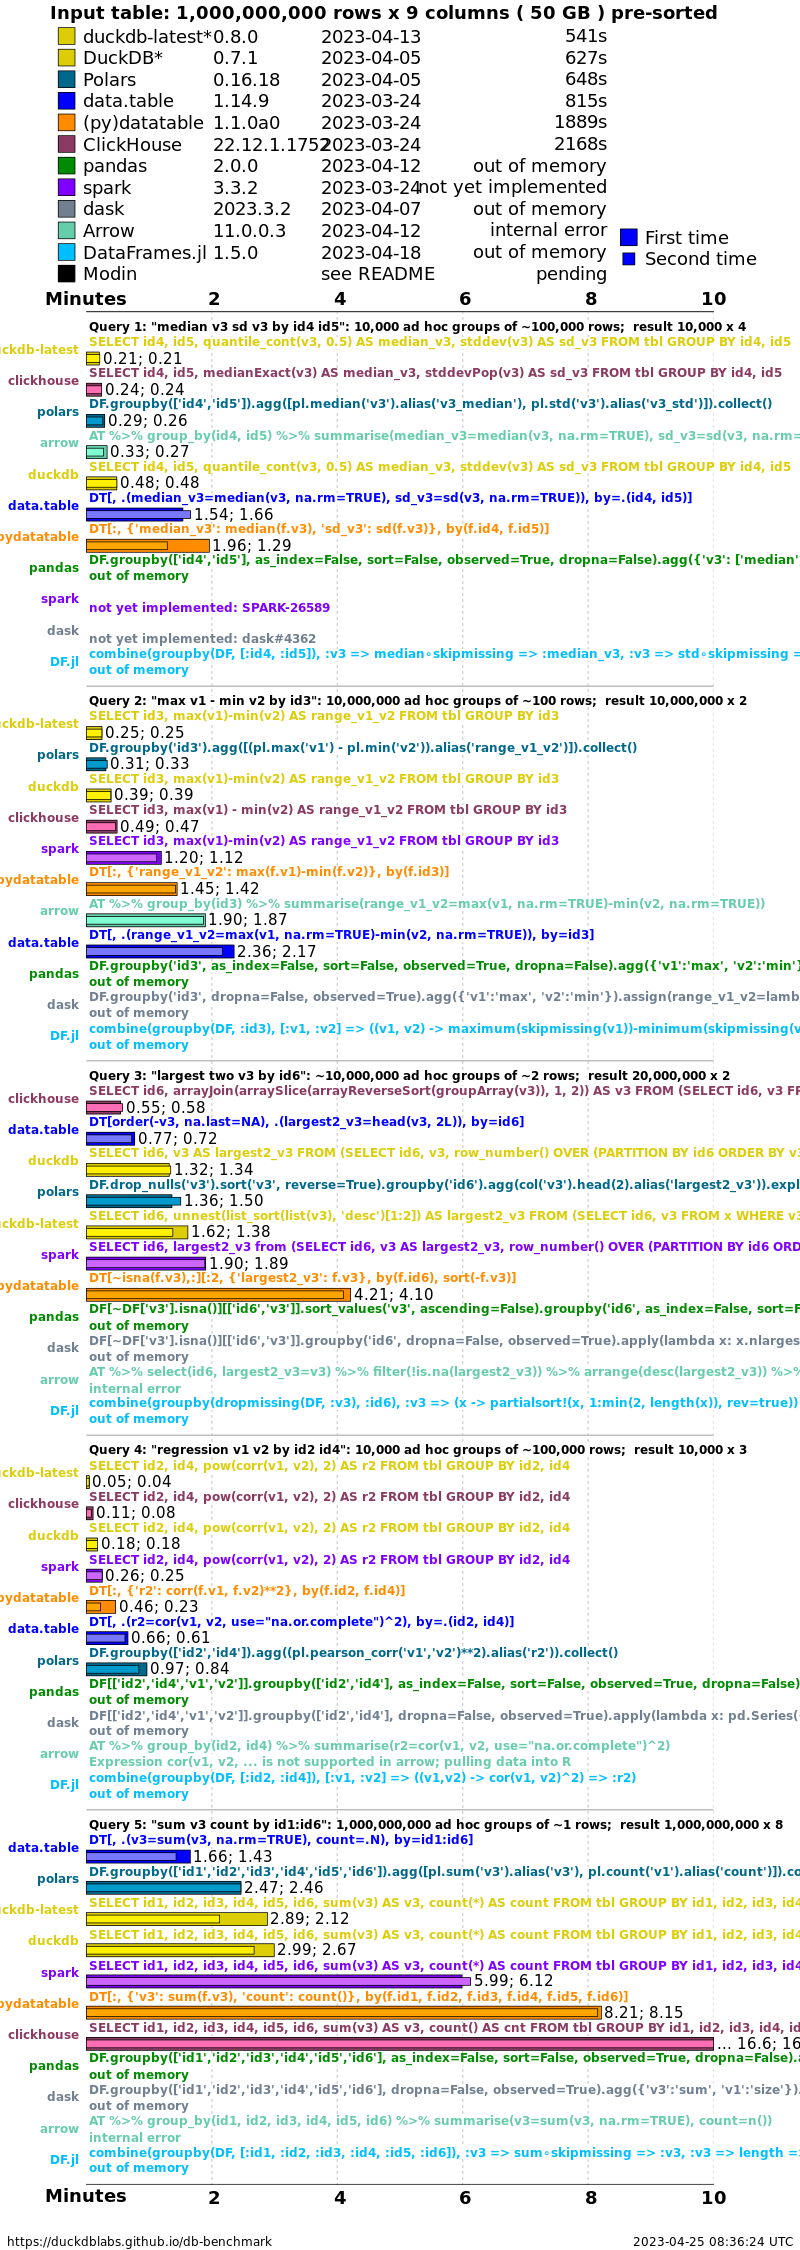 Input table: 1,000,000,000 rows x 9 columns ( 50 GB ) pre-sorted
duckdb-latest* 0.8.0 2023-04-13 541s
DuckDB* 0.7.1 2023-04-05 627s
Polars 0.16.18 2023-04-05 648s
data.table 1.14.9 2023-03-24 815s
(py)datatable 1.1.0a0 2023-03-24 1889s
ClickHouse 22.12.1.1752 2023-03-24 2168s
pandas 2.0.0 2023-04-12 out of memory
spark 3.3.2 2023-03-24 not yet implemented
dask 2023.3.2 2023-04-07 out of memory
Arrow 11.0.0.3 2023-04-12 internal error
First time
DataFrames.jl 1.5.0 2023-04-18 out of memory
Second time
Modin see README pending
Minutes 2 4 6 8 10
Query 1: "median v3 sd v3 by id4 id5": 10,000 ad hoc groups of ~100,000 rows; result 10,000 x 4
SELECT id4, id5, quantile_cont(v3, 0.5) AS median_v3, stddev(v3) AS sd_v3 FROM tbl GROUP BY id4, id5
uckdb-latest 0.21; 0.21
SELECT id4, id5, medianExact(v3) AS median_v3, stddevPop(v3) AS sd_v3 FROM tbl GROUP BY id4, id5
clickhouse 0.24; 0.24
DF.groupby(['id4','id5']).agg([pl.median('v3').alias('v3_median'), pl.std('v3').alias('v3_std')]).collect()
polars 0.29; 0.26
AT %>% group_by(id4, id5) %>% summarise(median_v3=median(v3, na.rm=TRUE), sd_v3=sd(v3, na.rm=
arrow 0.33; 0.27
SELECT id4, id5, quantile_cont(v3, 0.5) AS median_v3, stddev(v3) AS sd_v3 FROM tbl GROUP BY id4, id5
duckdb 0.48; 0.48
DT[, .(median_v3=median(v3, na.rm=TRUE), sd_v3=sd(v3, na.rm=TRUE)), by=.(id4, id5)]
data.table 1.54; 1.66
DT[:, {'median_v3': median(f.v3), 'sd_v3': sd(f.v3)}, by(f.id4, f.id5)]
pydatatable 1.96; 1.29
DF.groupby(['id4','id5'], as_index=False, sort=False, observed=True, dropna=False).agg({'v3': ['median'
pandas out of memory
spark not yet implemented: SPARK-26589
dask not yet implemented: dask#4362
combine(groupby(DF, [:id4, :id5]), :v3 => median∘skipmissing => :median_v3, :v3 => std∘skipmissing =
DF.jl out of memory
Query 2: "max v1 - min v2 by id3": 10,000,000 ad hoc groups of ~100 rows; result 10,000,000 x 2
SELECT id3, max(v1)-min(v2) AS range_v1_v2 FROM tbl GROUP BY id3
uckdb-latest 0.25; 0.25
DF.groupby('id3').agg([(pl.max('v1') - pl.min('v2')).alias('range_v1_v2')]).collect()
polars 0.31; 0.33
SELECT id3, max(v1)-min(v2) AS range_v1_v2 FROM tbl GROUP BY id3
duckdb 0.39; 0.39
SELECT id3, max(v1) - min(v2) AS range_v1_v2 FROM tbl GROUP BY id3
clickhouse 0.49; 0.47
SELECT id3, max(v1)-min(v2) AS range_v1_v2 FROM tbl GROUP BY id3
spark 1.20; 1.12
DT[:, {'range_v1_v2': max(f.v1)-min(f.v2)}, by(f.id3)]
pydatatable 1.45; 1.42
AT %>% group_by(id3) %>% summarise(range_v1_v2=max(v1, na.rm=TRUE)-min(v2, na.rm=TRUE))
arrow 1.90; 1.87
DT[, .(range_v1_v2=max(v1, na.rm=TRUE)-min(v2, na.rm=TRUE)), by=id3]
data.table 2.36; 2.17
DF.groupby('id3', as_index=False, sort=False, observed=True, dropna=False).agg({'v1':'max', 'v2':'min'}
pandas out of memory
DF.groupby('id3', dropna=False, observed=True).agg({'v1':'max', 'v2':'min'}).assign(range_v1_v2=lamb
dask out of memory
combine(groupby(DF, :id3), [:v1, :v2] => ((v1, v2) -> maximum(skipmissing(v1))-minimum(skipmissing(v
DF.jl out of memory
Query 3: "largest two v3 by id6": ~10,000,000 ad hoc groups of ~2 rows; result 20,000,000 x 2
SELECT id6, arrayJoin(arraySlice(arrayReverseSort(groupArray(v3)), 1, 2)) AS v3 FROM (SELECT id6, v3 FR
clickhouse 0.55; 0.58
DT[order(-v3, na.last=NA), .(largest2_v3=head(v3, 2L)), by=id6]
data.table 0.77; 0.72
SELECT id6, v3 AS largest2_v3 FROM (SELECT id6, v3, row_number() OVER (PARTITION BY id6 ORDER BY v3
duckdb 1.32; 1.34
DF.drop_nulls('v3').sort('v3', reverse=True).groupby('id6').agg(col('v3').head(2).alias('largest2_v3')).expl
polars 1.36; 1.50
SELECT id6, unnest(list_sort(list(v3), 'desc')[1:2]) AS largest2_v3 FROM (SELECT id6, v3 FROM x WHERE v3
uckdb-latest 1.62; 1.38
SELECT id6, largest2_v3 from (SELECT id6, v3 AS largest2_v3, row_number() OVER (PARTITION BY id6 ORD
spark 1.90; 1.89
DT[~isna(f.v3),:][:2, {'largest2_v3': f.v3}, by(f.id6), sort(-f.v3)]
pydatatable 4.21; 4.10
DF[~DF['v3'].isna()][['id6','v3']].sort_values('v3', ascending=False).groupby('id6', as_index=False, sort=F
pandas out of memory
DF[~DF['v3'].isna()][['id6','v3']].groupby('id6', dropna=False, observed=True).apply(lambda x: x.nlarges
dask out of memory
AT %>% select(id6, largest2_v3=v3) %>% filter(!is.na(largest2_v3)) %>% arrange(desc(largest2_v3)) %>%
arrow internal error
combine(groupby(dropmissing(DF, :v3), :id6), :v3 => (x -> partialsort!(x, 1:min(2, length(x)), rev=true))
DF.jl out of memory
Query 4: "regression v1 v2 by id2 id4": 10,000 ad hoc groups of ~100,000 rows; result 10,000 x 3
SELECT id2, id4, pow(corr(v1, v2), 2) AS r2 FROM tbl GROUP BY id2, id4
uckdb-latest 0.05; 0.04
SELECT id2, id4, pow(corr(v1, v2), 2) AS r2 FROM tbl GROUP BY id2, id4
clickhouse 0.11; 0.08
SELECT id2, id4, pow(corr(v1, v2), 2) AS r2 FROM tbl GROUP BY id2, id4
duckdb 0.18; 0.18
SELECT id2, id4, pow(corr(v1, v2), 2) AS r2 FROM tbl GROUP BY id2, id4
spark 0.26; 0.25
DT[:, {'r2': corr(f.v1, f.v2)**2}, by(f.id2, f.id4)]
pydatatable 0.46; 0.23
DT[, .(r2=cor(v1, v2, use="na.or.complete")^2), by=.(id2, id4)]
data.table 0.66; 0.61
DF.groupby(['id2','id4']).agg((pl.pearson_corr('v1','v2')**2).alias('r2')).collect()
polars 0.97; 0.84
DF[['id2','id4','v1','v2']].groupby(['id2','id4'], as_index=False, sort=False, observed=True, dropna=False)
pandas out of memory
DF[['id2','id4','v1','v2']].groupby(['id2','id4'], dropna=False, observed=True).apply(lambda x: pd.Series(
dask out of memory
AT %>% group_by(id2, id4) %>% summarise(r2=cor(v1, v2, use="na.or.complete")^2)
arrow Expression cor(v1, v2, ... is not supported in arrow; pulling data into R
combine(groupby(DF, [:id2, :id4]), [:v1, :v2] => ((v1,v2) -> cor(v1, v2)^2) => :r2)
DF.jl out of memory
Query 5: "sum v3 count by id1:id6": 1,000,000,000 ad hoc groups of ~1 rows; result 1,000,000,000 x 8
DT[, .(v3=sum(v3, na.rm=TRUE), count=.N), by=id1:id6]
data.table 1.66; 1.43
DF.groupby(['id1','id2','id3','id4','id5','id6']).agg([pl.sum('v3').alias('v3'), pl.count('v1').alias('count')]).co
polars 2.47; 2.46
SELECT id1, id2, id3, id4, id5, id6, sum(v3) AS v3, count(*) AS count FROM tbl GROUP BY id1, id2, id3, id4
uckdb-latest 2.89; 2.12
SELECT id1, id2, id3, id4, id5, id6, sum(v3) AS v3, count(*) AS count FROM tbl GROUP BY id1, id2, id3, id4
duckdb 2.99; 2.67
SELECT id1, id2, id3, id4, id5, id6, sum(v3) AS v3, count(*) AS count FROM tbl GROUP BY id1, id2, id3, id4
spark 5.99; 6.12
DT[:, {'v3': sum(f.v3), 'count': count()}, by(f.id1, f.id2, f.id3, f.id4, f.id5, f.id6)]
pydatatable 8.21; 8.15
SELECT id1, id2, id3, id4, id5, id6, sum(v3) AS v3, count() AS cnt FROM tbl GROUP BY id1, id2, id3, id4, id
clickhouse ... 16.6; 16
DF.groupby(['id1','id2','id3','id4','id5','id6'], as_index=False, sort=False, observed=True, dropna=False).a
pandas out of memory
DF.groupby(['id1','id2','id3','id4','id5','id6'], dropna=False, observed=True).agg({'v3':'sum', 'v1':'size'}).
dask out of memory
AT %>% group_by(id1, id2, id3, id4, id5, id6) %>% summarise(v3=sum(v3, na.rm=TRUE), count=n())
arrow internal error
combine(groupby(DF, [:id1, :id2, :id3, :id4, :id5, :id6]), :v3 => sum∘skipmissing => :v3, :v3 => length =>
DF.jl out of memory
Minutes 2 4 6 8 10
https://duckdblabs.github.io/db-benchmark 2023-04-25 08:36:24 UTC